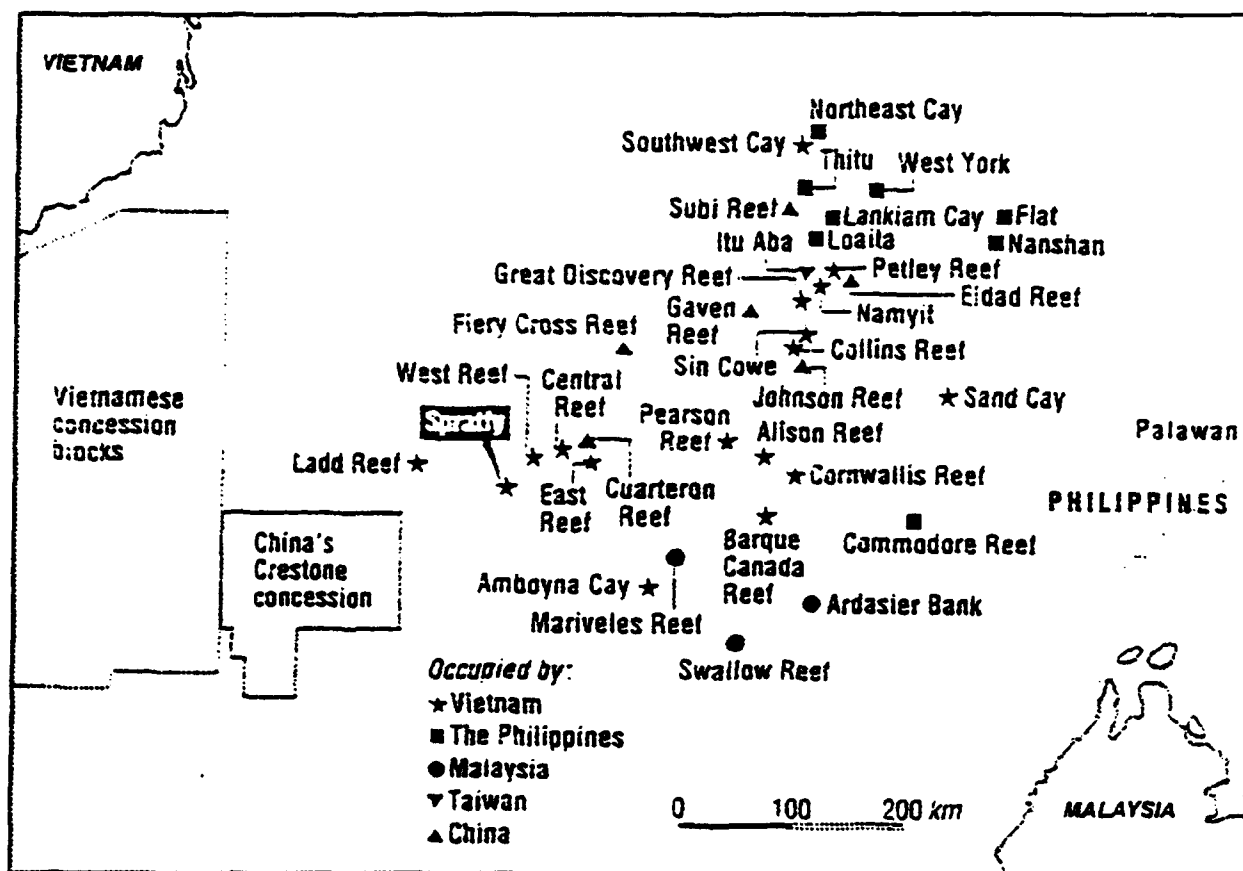 VIETNAM
Northeast Cay
Southwest Cay
Thitu
West York
Subi Reef
Lankiam Cay
Flat
Itu Aba
Loaita
Nanshan
Great Discovery Reef
Petley Reef
Eldad Reef
Gaven
Reef
Namyit
Fiery Cross Reef
Collins Reef
Sin Cowe
West Reef
Central
Reef
Johnson Reef
Sand Cay
Vietnamese
concession
blocks
Spratly
Pearson
Reef
Alison Reef
Palawan
Ladd Reef
Cornwallis Reef
East
Reef
Cuarteron
Reef
PHILIPPINES
China's
Crestone
concession
Barque
Canada
Reef
Commodore Reef
Amboyna Cay
Ardasier Bank
Mariveles Reef
Swallow Reef
Occupied by:
Vietnam
The Philippines
Malaysia
Taiwan
China
0 100 200 km
MALAYSIA